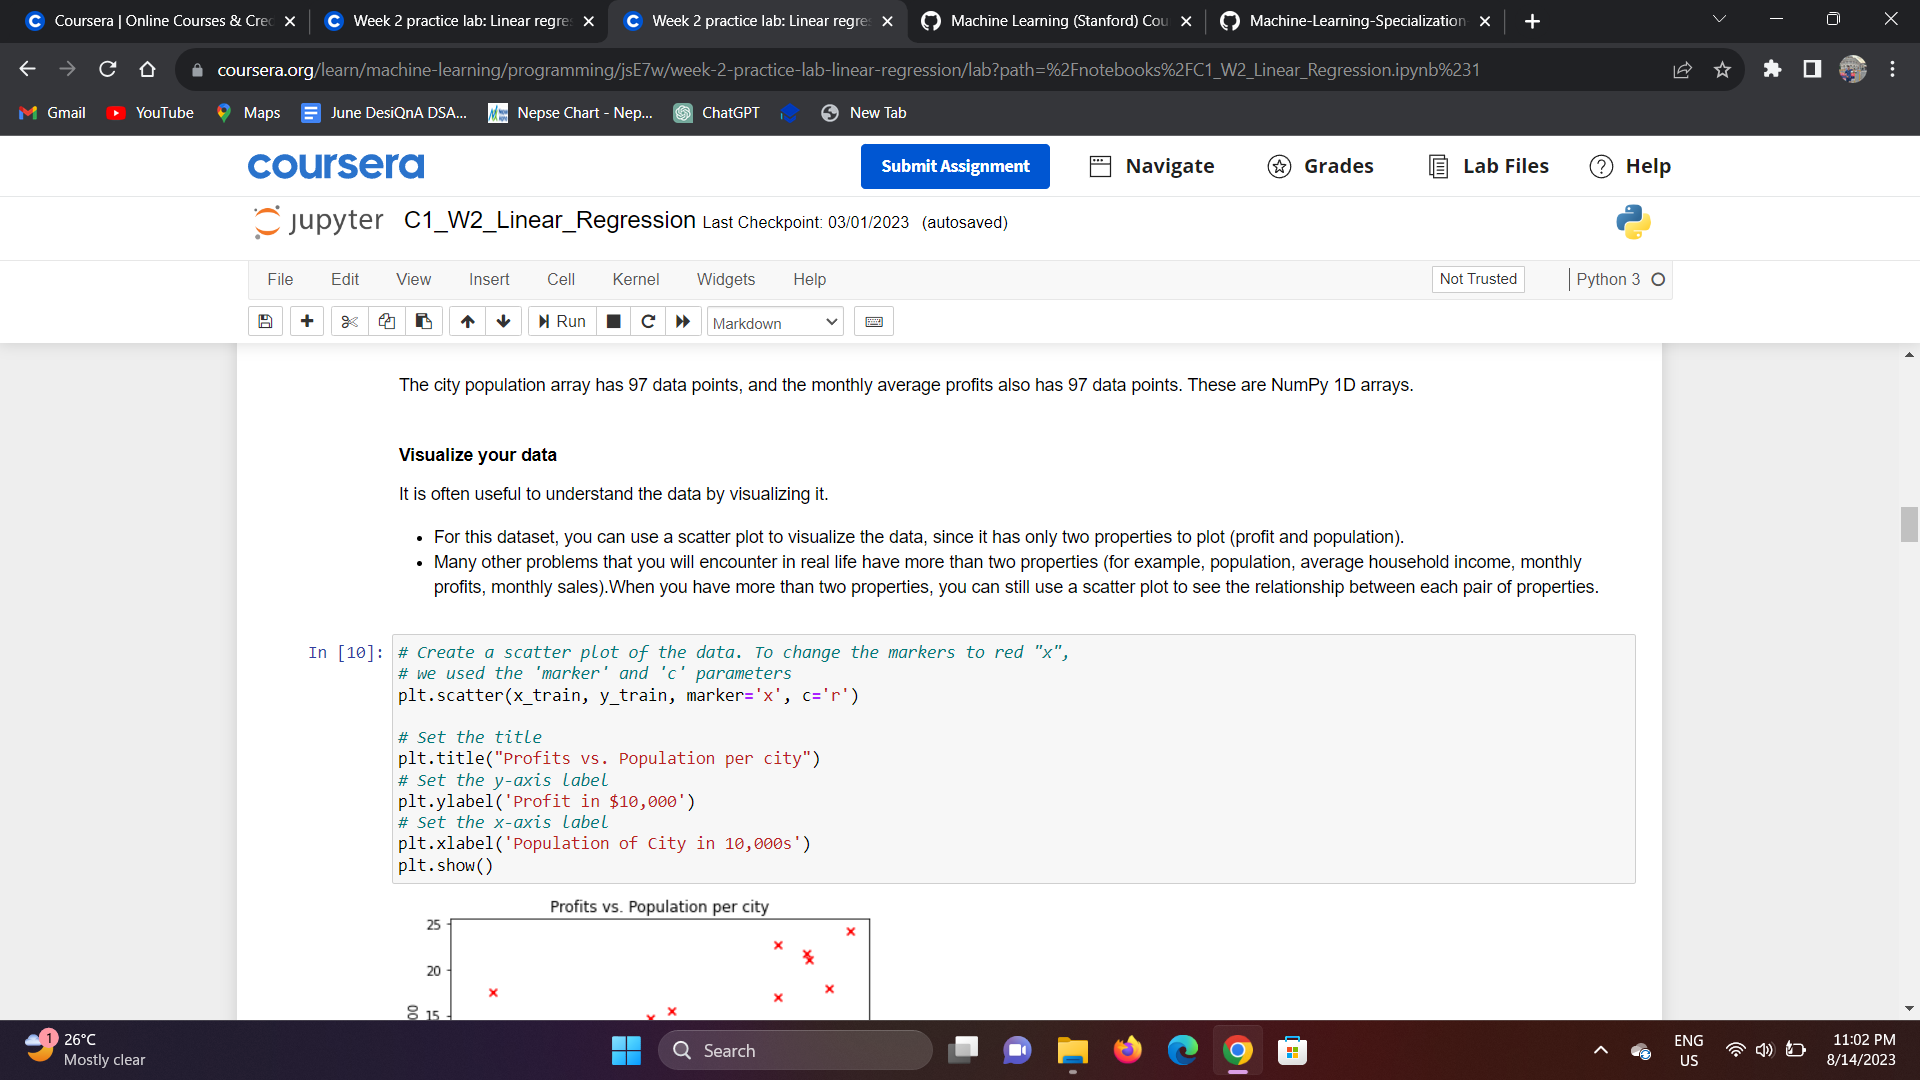 Coursera | Online Courses & Cre
Week 2 practice lab: Linear regre
Week 2 practice lab: Linear regre
Machine Learning (Stanford) Cou
Machine-Learning-Specialization
coursera.org/learn/machine-learning/programming/jsE7w/week-2-practice-lab-linear-regression/lab?path=%2Fnotebooks%2FC1_W2_Linear_Regression.ipynb%231
Gmail YouTube Maps June DesiQnA DSA... Nepse Chart - Nep... ChatGPT New Tab
coursera Submit Assignment Navigate Grades Lab Files Help
jupyter C1_W2_Linear_Regression Last Checkpoint: 03/01/2023 (autosaved)
File Edit View Insert Cell Kernel Widgets Help Not Trusted Python 3
Run Markdown
The city population array has 97 data points, and the monthly average profits also has 97 data points. These are NumPy 1D arrays.
Visualize your data
It is often useful to understand the data by visualizing it.
• For this dataset, you can use a scatter plot to visualize the data, since it has only two properties to plot (profit and population).
• Many other problems that you will encounter in real life have more than two properties (for example, population, average household income, monthly
profits, monthly sales).When you have more than two properties, you can still use a scatter plot to see the relationship between each pair of properties.
In [10]: # Create a scatter plot of the data. To change the markers to red "x",
# we used the 'marker' and 'c' parameters
plt.scatter(x_train, y_train, marker='x', c='r')
# Set the title
plt.title("Profits vs. Population per city")
# Set the y-axis label
plt.ylabel('Profit in $10,000')
# Set the x-axis label
plt.xlabel('Population of City in 10,000s')
plt.show()
Profits vs. Population per city
25
20
15
00
1
26°C
Mostly clear
Search
ENG
US
11:02 PM
8/14/2023